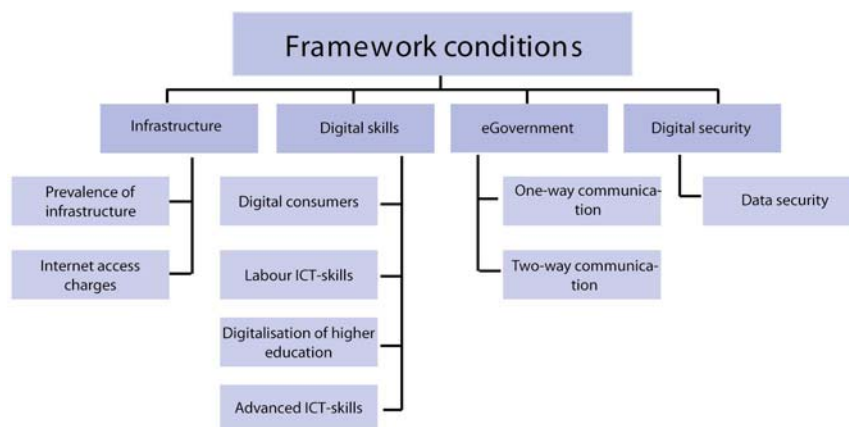 Framework conditions
Infrastructure
Digital skills
eGovernment
Digital security
Prevalence of
infrastructure
Internet access
charges
Digital consumers
Labour ICT-skills
Digitalisation of higher
education
Advanced ICT-skills
One-way communica-
tion
Two-way communica-
tion
Data security